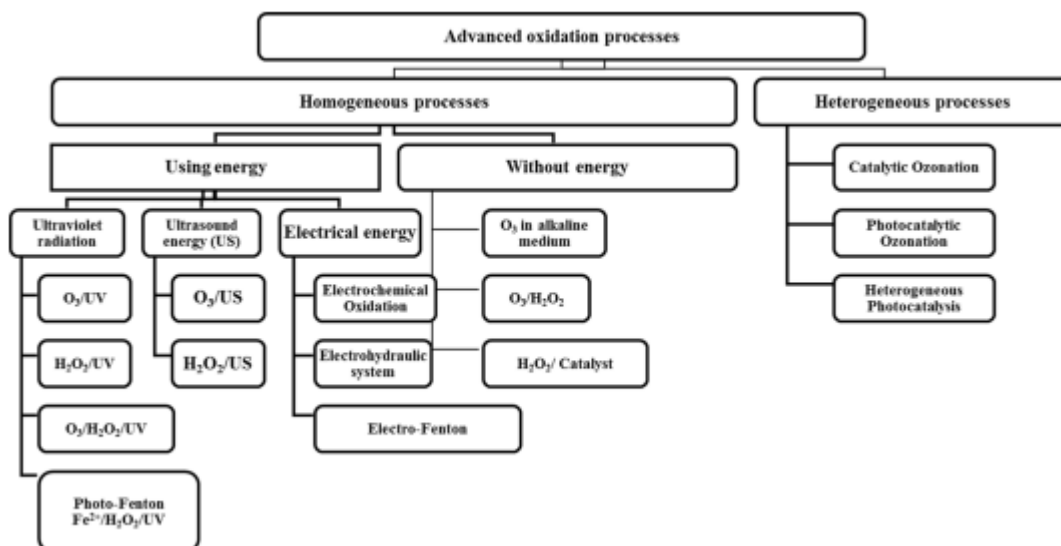 Advanced oxidation processes
Homogeneous processes
Heterogeneous processes
Using energy
Without energy
Catalytic Ozonation
Ultraviolet
radiation
Ultrasound
energy (US)
Electrical energy
O₃ in alkaline
medium
Photocatalytic
Ozonation
O₃/UV
O₃/US
Electrochemical
Oxidation
O₃/H₂O₂
Heterogeneous
Photocatalysis
H₂O₂/UV
H₂O₂/US
Electrohydraulic
system
H₂O₂/ Catalyst
O₃/H₂O₂/UV
Electro-Fenton
Photo-Fenton
Fe²⁺/H₂O₂/UV